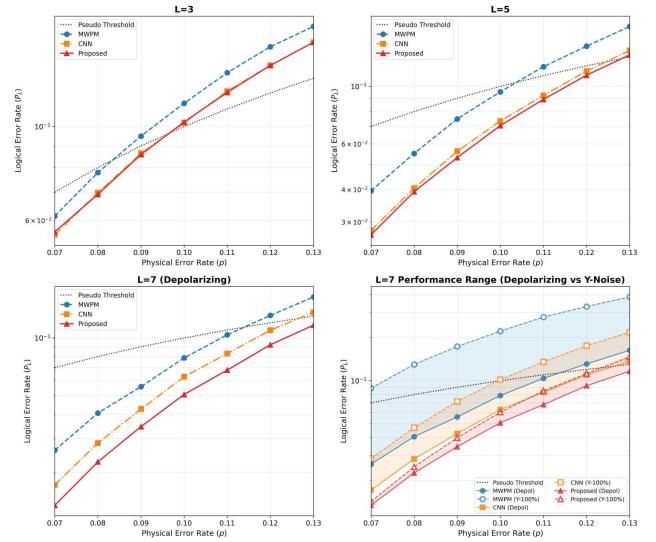 L=3
Pseudo Threshold
MWPM
CNN
Proposed
Logical Error Rate (P_L)
10⁻¹
6 × 10⁻²
0.07 0.08 0.09 0.10 0.11 0.12 0.13
Physical Error Rate (p)
L=5
Pseudo Threshold
MWPM
CNN
Proposed
Logical Error Rate (P_L)
10⁻¹
6 × 10⁻²
4 × 10⁻²
3 × 10⁻²
0.07 0.08 0.09 0.10 0.11 0.12 0.13
Physical Error Rate (p)
L=7 (Depolarizing)
Pseudo Threshold
MWPM
CNN
Proposed
Logical Error Rate (P_L)
10⁻¹
0.07 0.08 0.09 0.10 0.11 0.12 0.13
Physical Error Rate (p)
L=7 Performance Range (Depolarizing vs Y-Noise)
Logical Error Rate (P_L)
10⁻¹
Pseudo Threshold
MWPM (Depol)
MWPM (Y-100%)
CNN (Depol)
CNN (Y-100%)
Proposed (Depol)
Proposed (Y-100%)
0.07 0.08 0.09 0.10 0.11 0.12 0.13
Physical Error Rate (p)